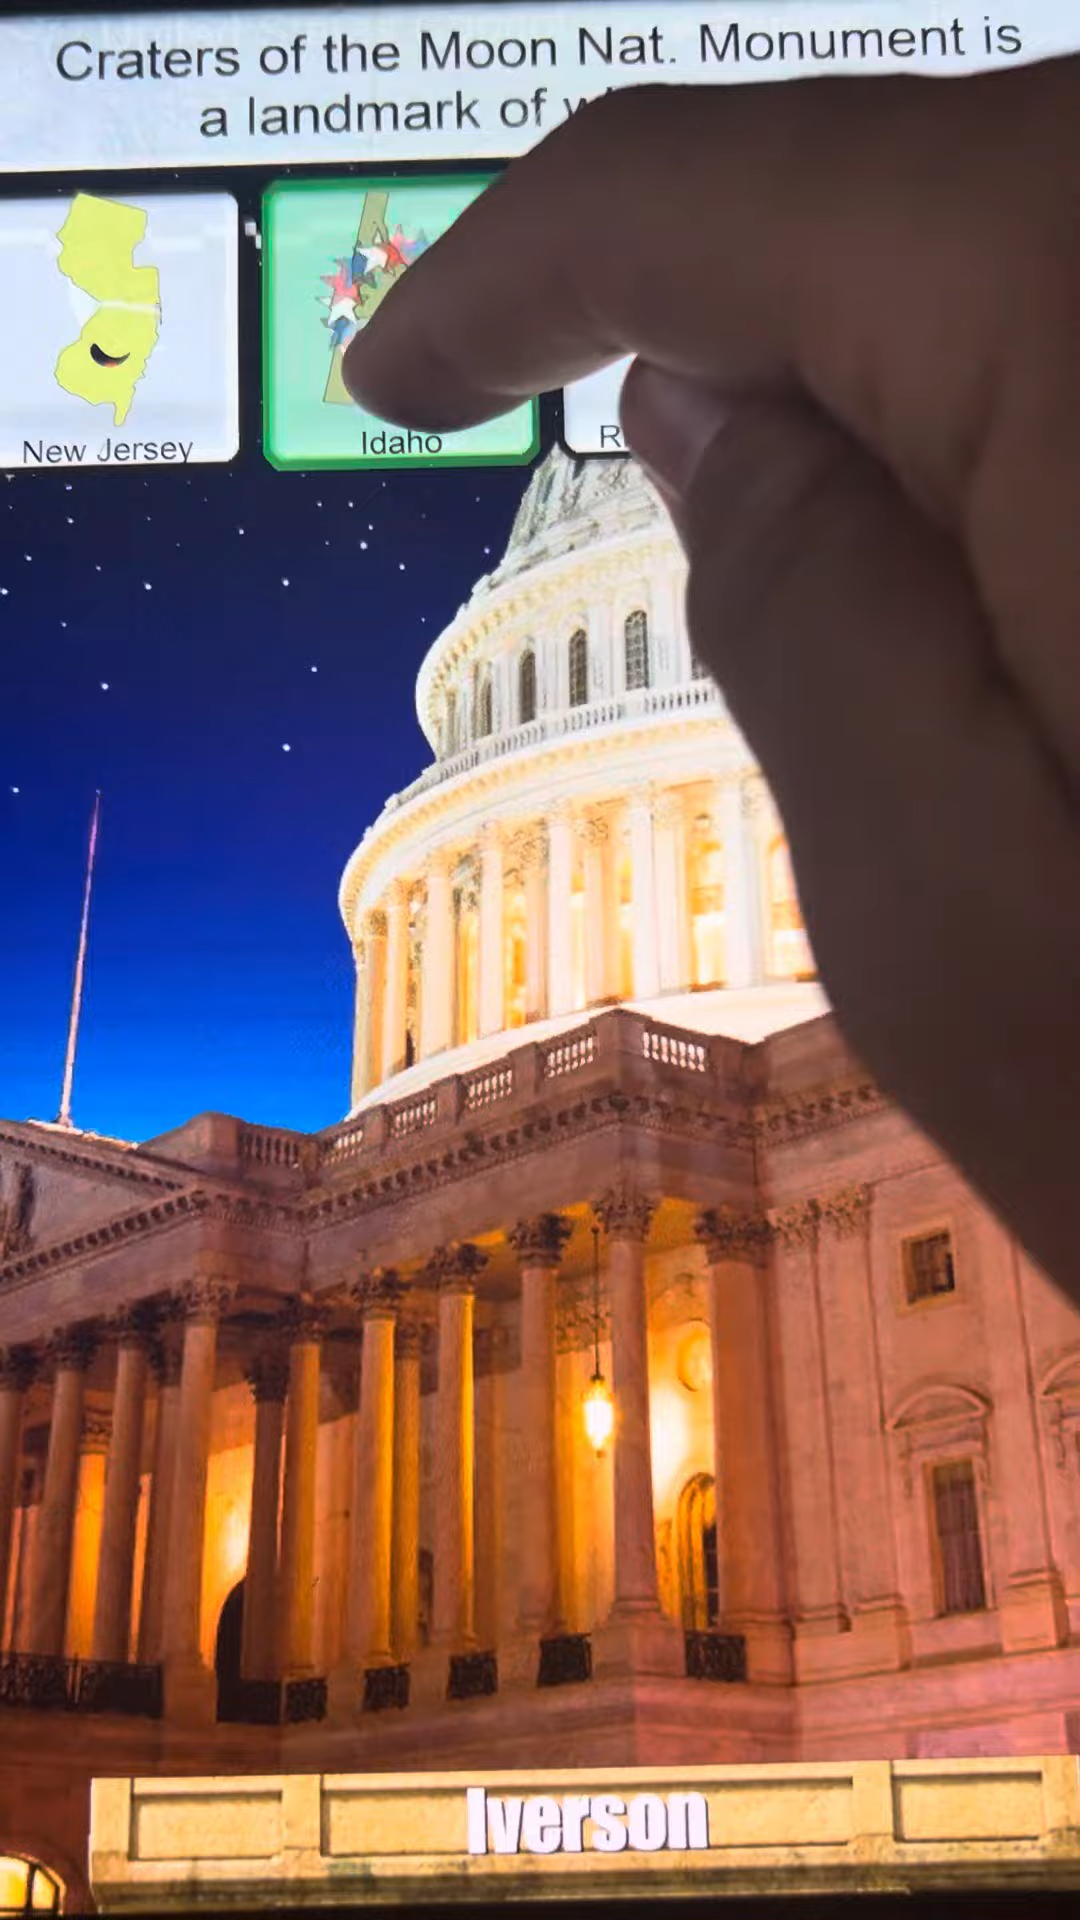 Craters of the Moon Nat. Monument is
a landmark of
New Jersey
Idaho
Iverson